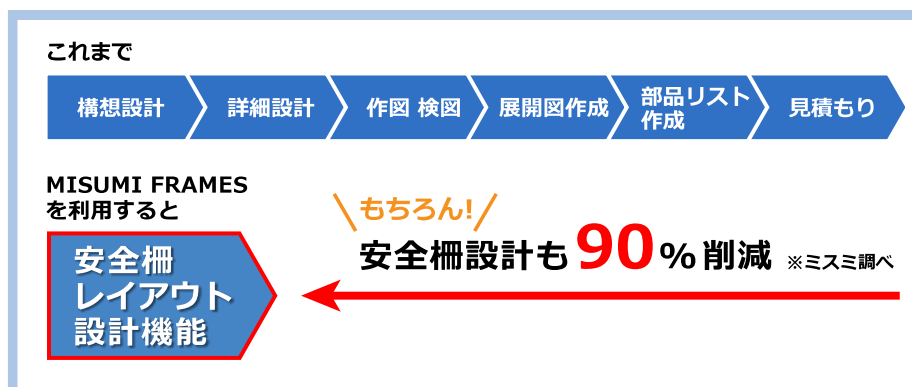 これまで
構想設計
詳細設計
作図 検図
展開図作成
部品リスト
作成
見積もり
MISUMI FRAMES
を利用すると
安全柵
レイアウト
設計機能
もちろん!
安全柵設計も90%削減 ※ミスミ調べ